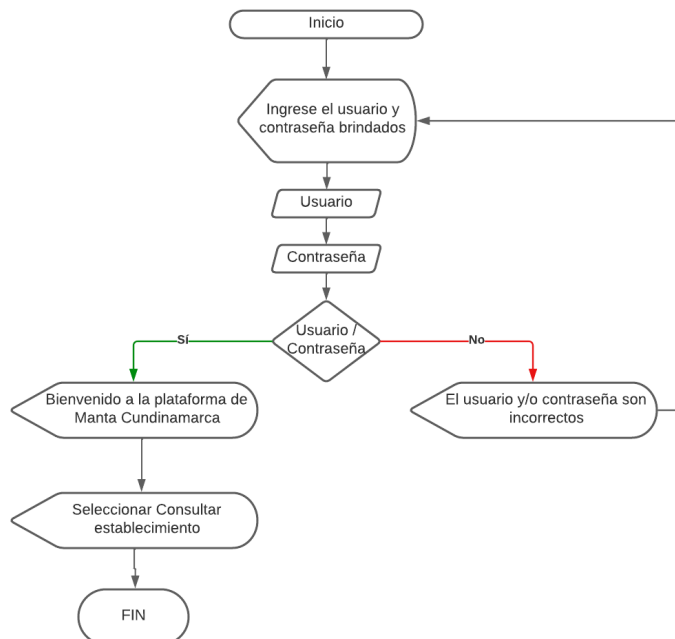 Inicio
Ingrese el usuario y
contraseña brindados
Usuario
Contraseña
Usuario /
Contraseña
Sí
No
Bienvenido a la plataforma de
Manta Cundinamarca
El usuario y/o contraseña son
incorrectos
Seleccionar Consultar
establecimiento
FIN